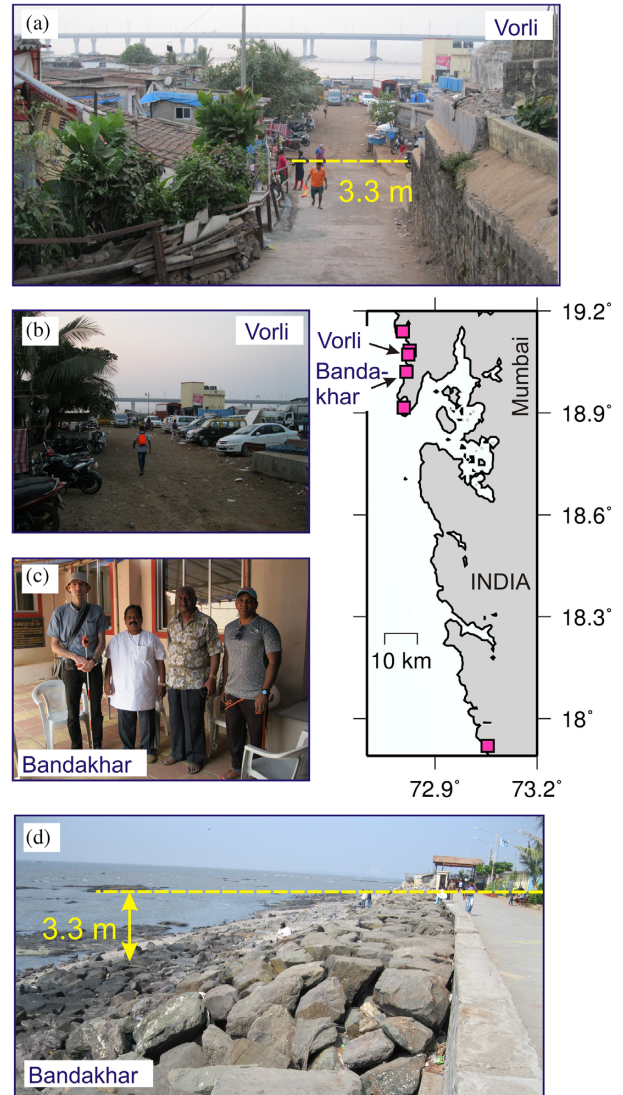 (a)
Vorli
3.3 m
(b)
Vorli
(c)
Bandakhar
19.2°
Vorli
Banda-
khar
Mumbai
18.9°
18.6°
INDIA
18.3°
10 km
18°
72.9°
73.2°
(d)
3.3 m
Bandakhar